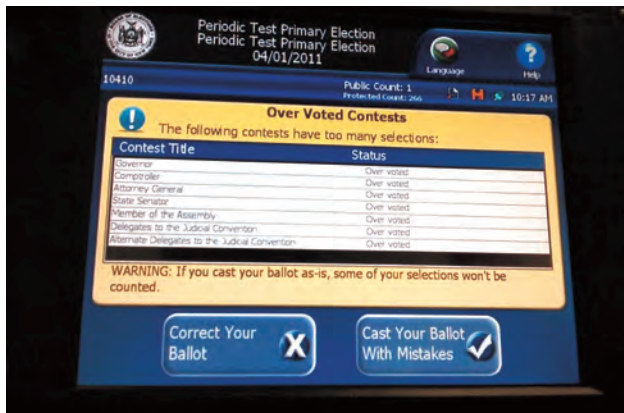 Periodic Test Primary Election
Periodic Test Primary Election
04/01/2011
Language
Help
10410
Public Count: 1
Protected Count: 266
10:17 AM
Over Voted Contests
The following contests have too many selections:
Contest Title Status
Governor Over voted
Comptroller Over voted
Attorney General Over voted
State Senator Over voted
Member of the Assembly Over voted
Delegates to the Judicial Convention Over voted
Alternate Delegates to the Judicial Convention Over voted
WARNING: If you cast your ballot as-is, some of your selections won't be
counted.
Correct Your
Ballot
X
Cast Your Ballot
With Mistakes